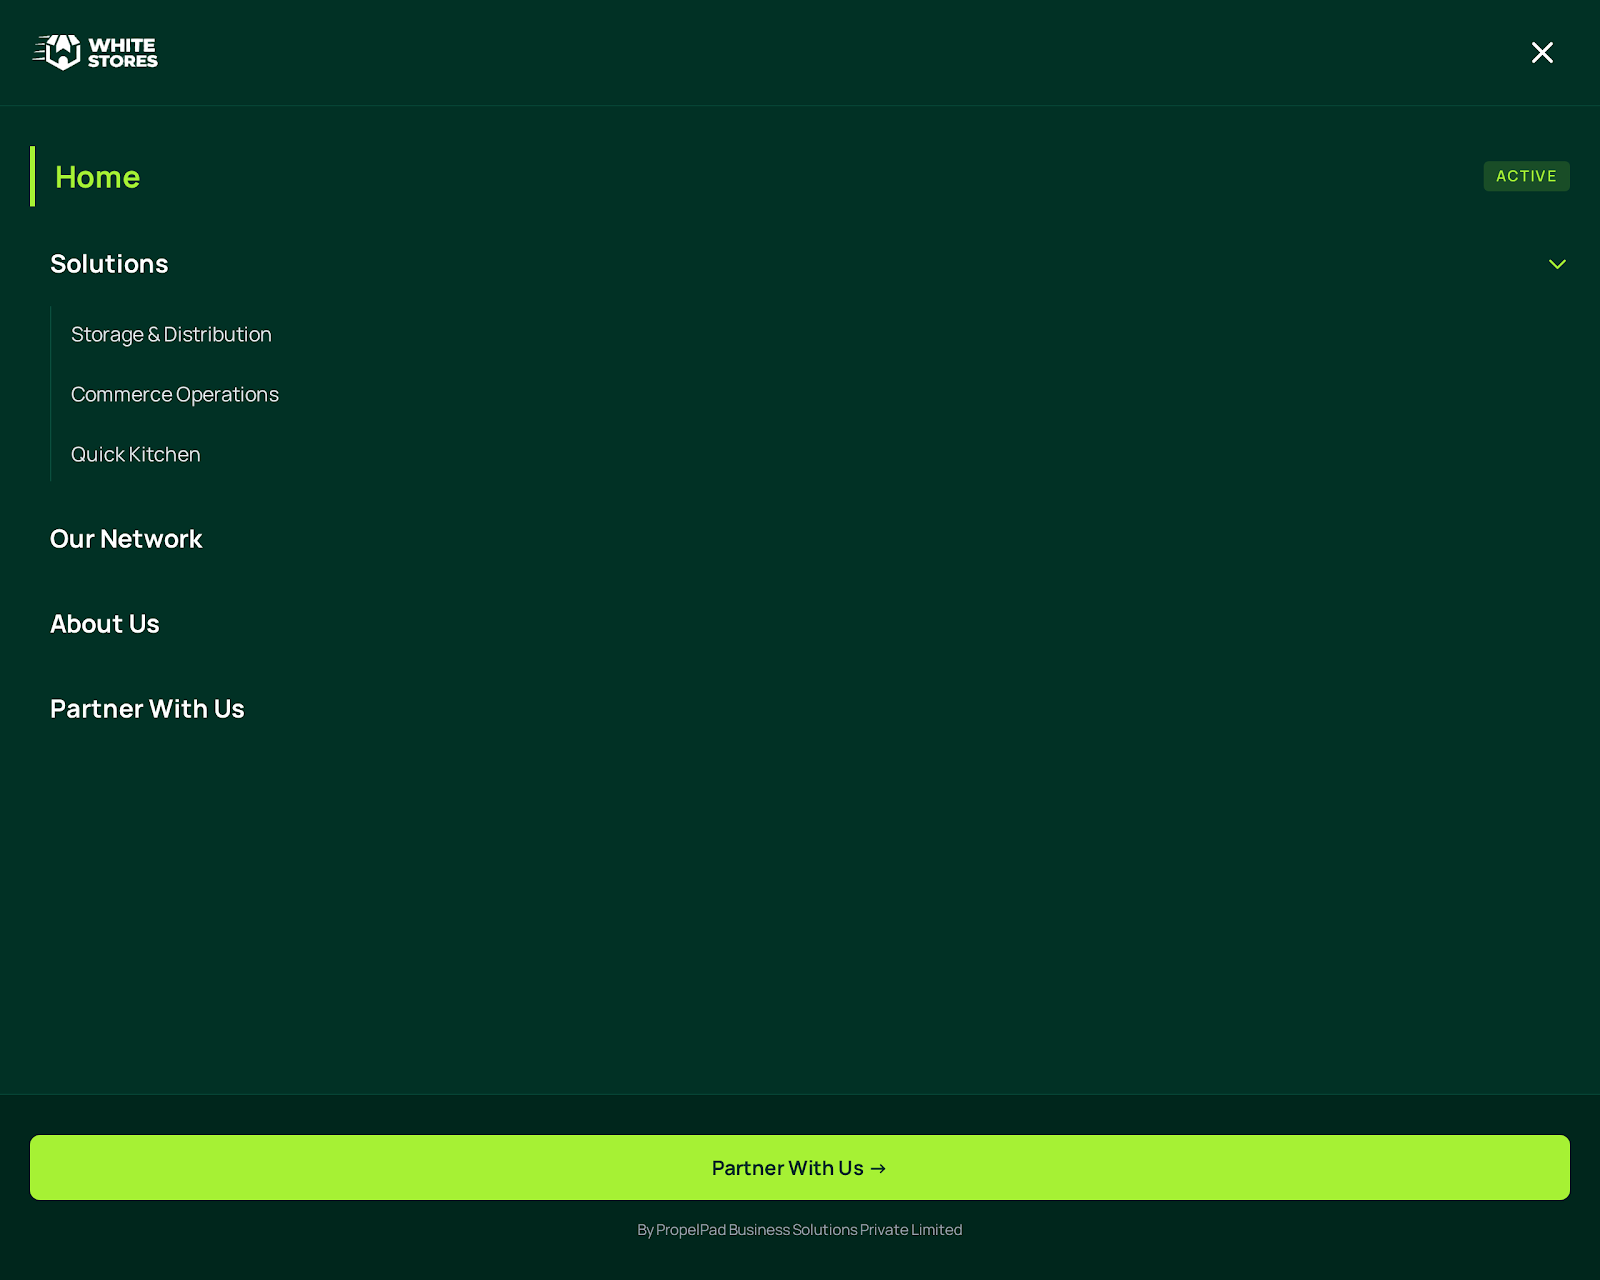 WHITE
STORES
Home
ACTIVE
Solutions
Storage & Distribution
Commerce Operations
Quick Kitchen
Our Network
About Us
Partner With Us
Partner With Us →
By PropelPad Business Solutions Private Limited